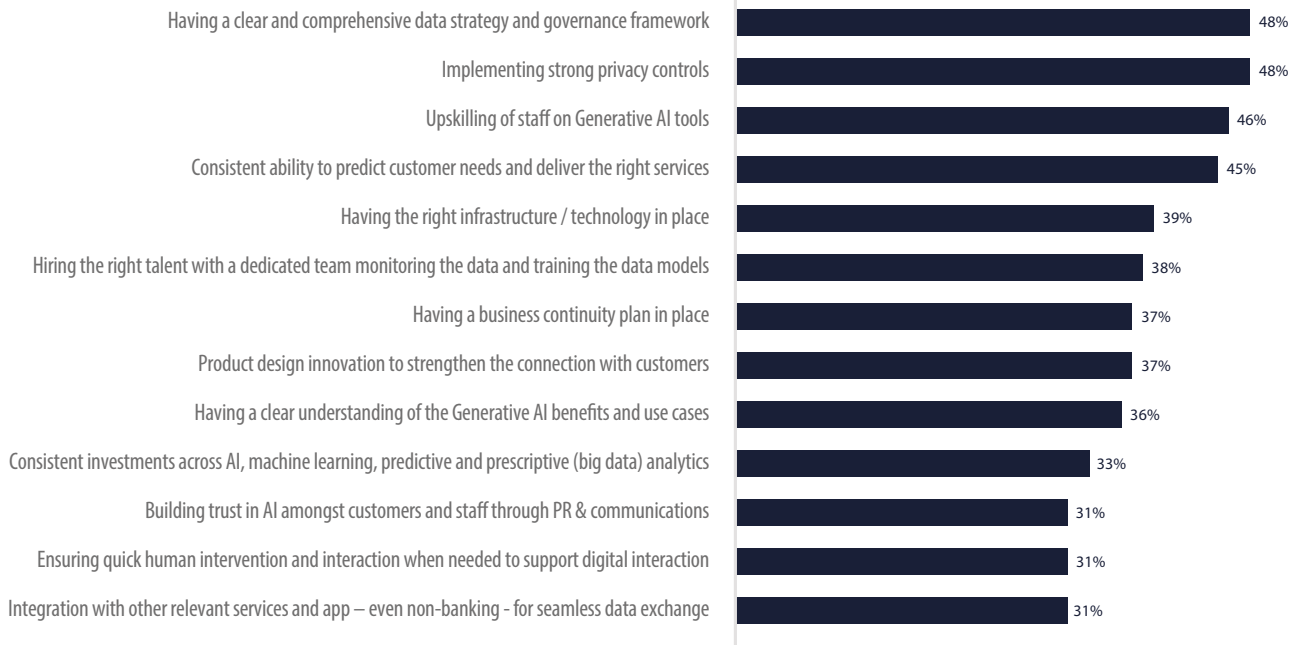 Having a clear and comprehensive data strategy and governance framework 48%
Implementing strong privacy controls 48%
Upskilling of staff on Generative AI tools 46%
Consistent ability to predict customer needs and deliver the right services 45%
Having the right infrastructure / technology in place 39%
Hiring the right talent with a dedicated team monitoring the data and training the data models 38%
Having a business continuity plan in place 37%
Product design innovation to strengthen the connection with customers 37%
Having a clear understanding of the Generative AI benefits and use cases 36%
Consistent investments across AI, machine learning, predictive and prescriptive (big data) analytics 33%
Building trust in AI amongst customers and staff through PR & communications 31%
Ensuring quick human intervention and interaction when needed to support digital interaction 31%
Integration with other relevant services and app – even non-banking - for seamless data exchange 31%